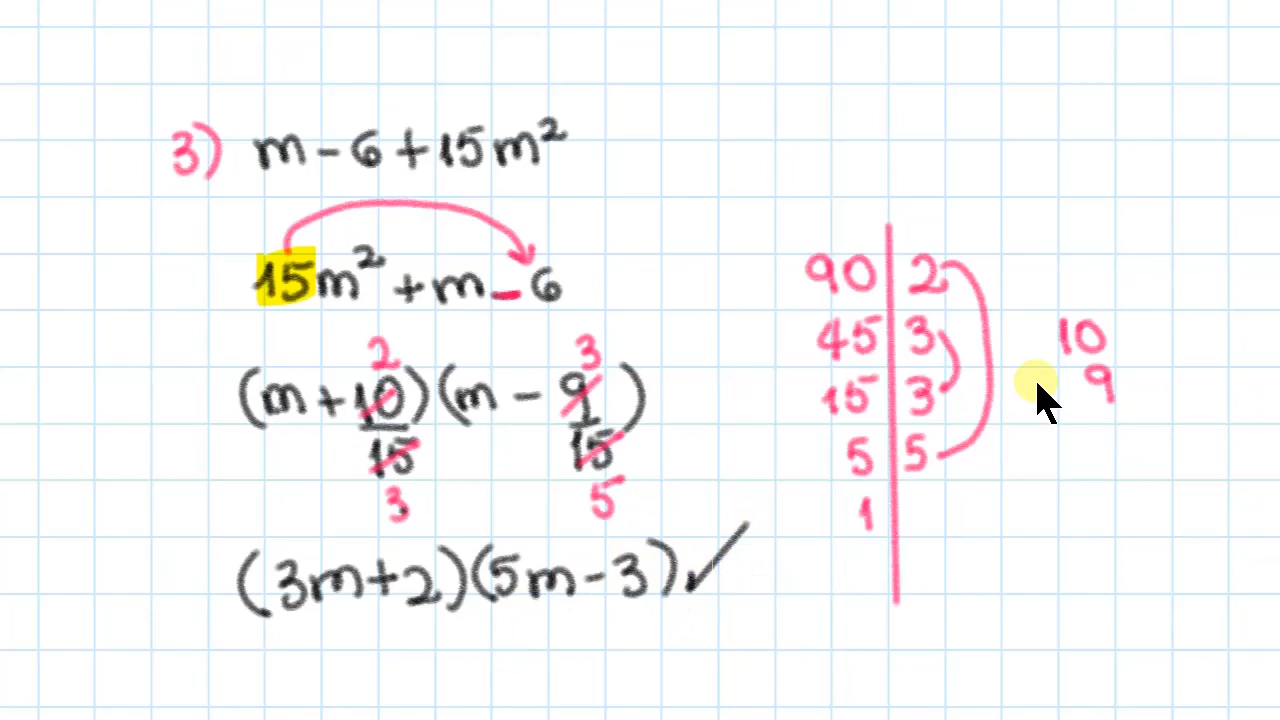 3) m - 6 + 15m²
15m² + m - 6
(m + 10/15)(m - 9/15)
2 3
3 5
(3m+2)(5m-3)✓
90 | 2
45 | 3
15 | 3
5 | 5
1 |
10
9